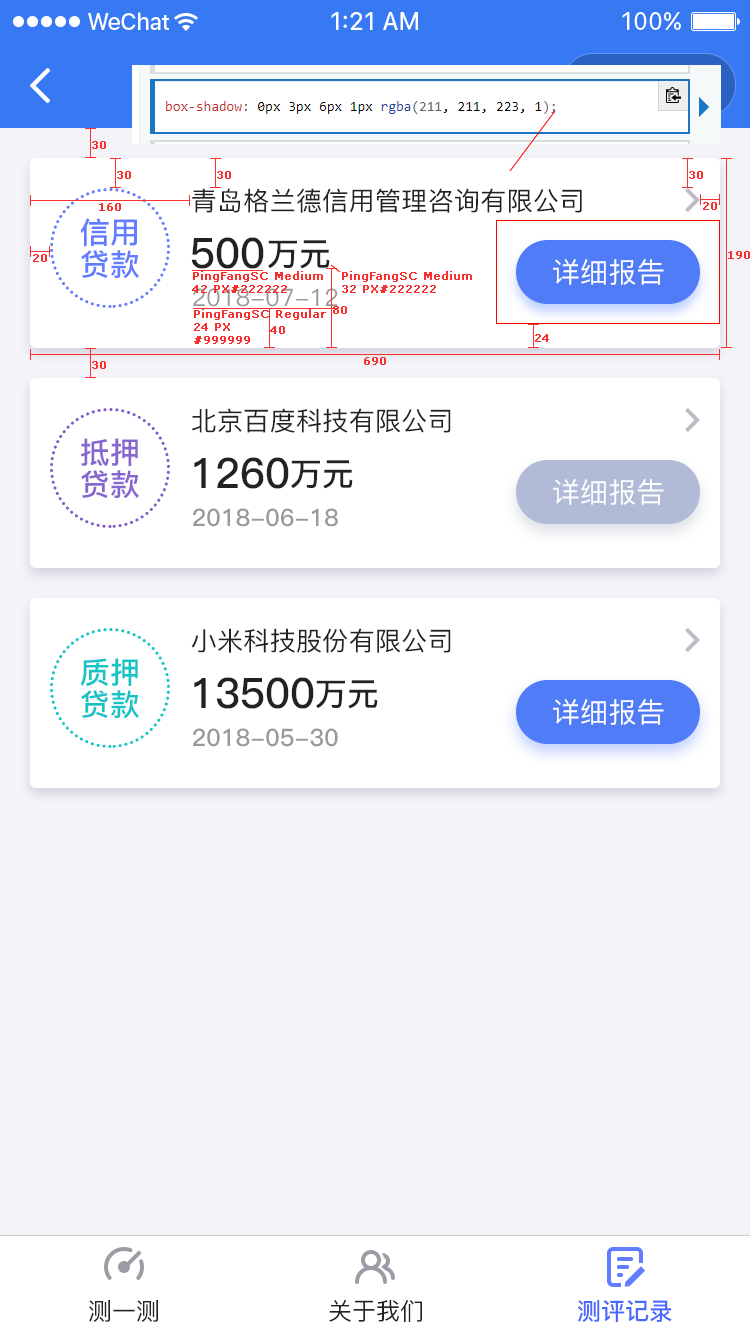 WeChat 1:21 AM 100%
box-shadow: 0px 3px 6px 1px rgba(211, 211, 223, 1);
30
30
30
30
160
20
20
190
信用
贷款
青岛格兰德信用管理咨询有限公司
500万元
PingFangSC Medium
42 PX#222222
PingFangSC Medium
32 PX#222222
2018-07-12
PingFangSC Regular
24 PX
#999999
80
40
详细报告
24
690
30
抵押
贷款
北京百度科技有限公司
1260万元
2018-06-18
详细报告
质押
贷款
小米科技股份有限公司
13500万元
2018-05-30
详细报告
测一测
关于我们
测评记录